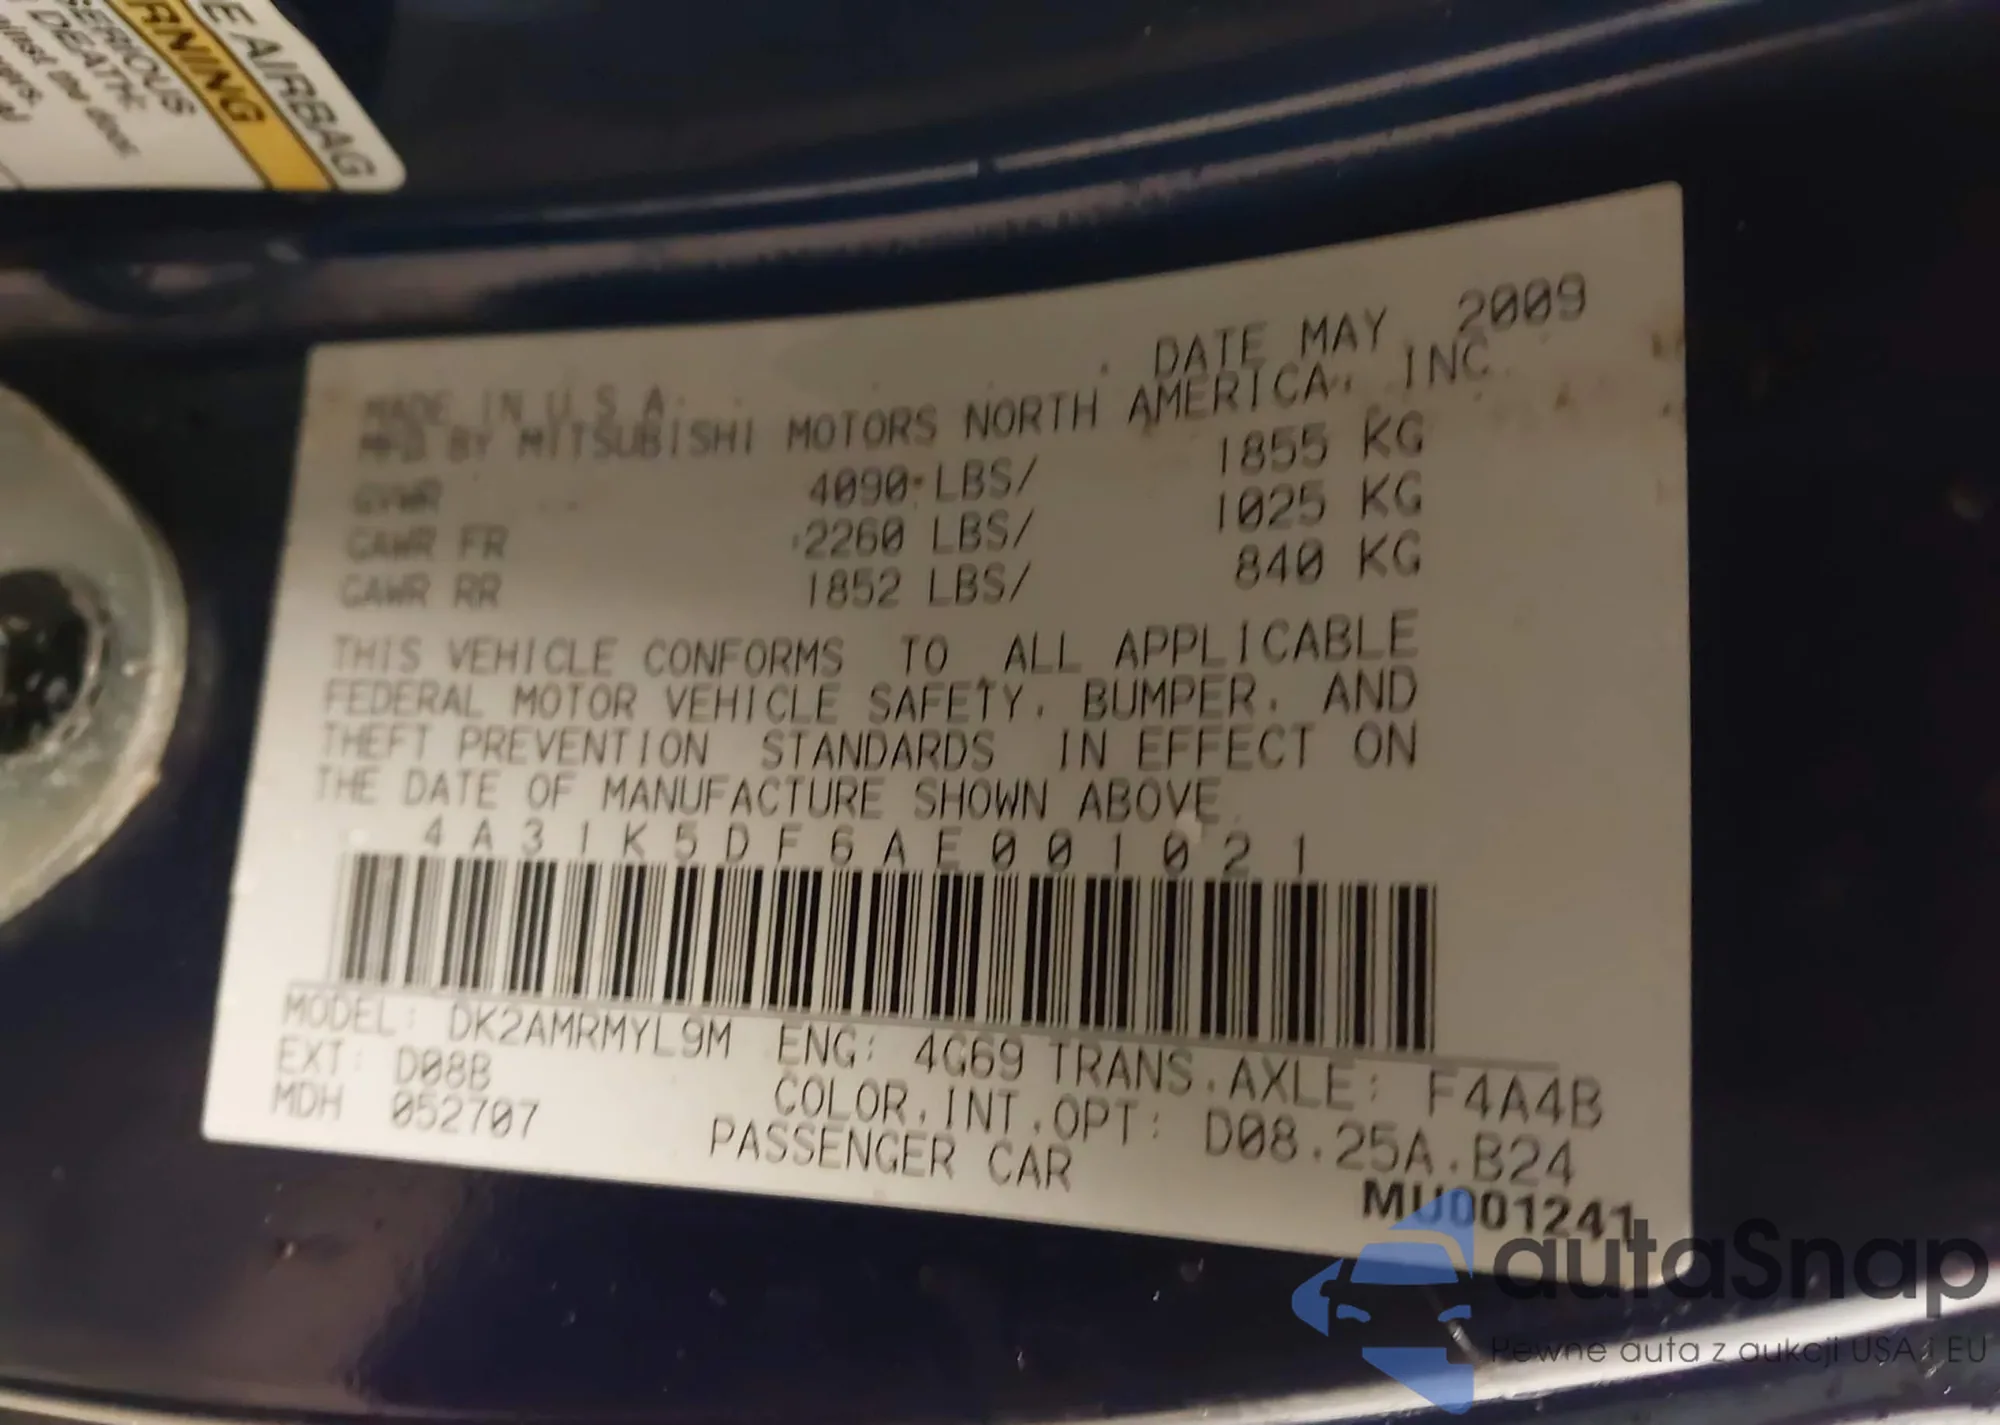 E AIRBAG
RNING
SERIOUS
DEATH:
the door.
DATE MAY, 2009
MADE IN U.S.A.
MFD BY MITSUBISHI MOTORS NORTH AMERICA, INC.
GVWR 4090 LBS/ 1855 KG
GAWR FR 2260 LBS/ 1025 KG
GAWR RR 1852 LBS/ 840 KG
THIS VEHICLE CONFORMS TO ALL APPLICABLE
FEDERAL MOTOR VEHICLE SAFETY, BUMPER, AND
THEFT PREVENTION STANDARDS IN EFFECT ON
THE DATE OF MANUFACTURE SHOWN ABOVE.
4A31K5DF6AE001021
MODEL: DK2AMRMYL9M ENG: 4G69 TRANS.AXLE: F4A4B
EXT: D08B COLOR.INT.OPT: D08.25A.B24
MDH 052707 PASSENGER CAR
MU001241
autaSnap
Pewne auta z aukcji USA i EU